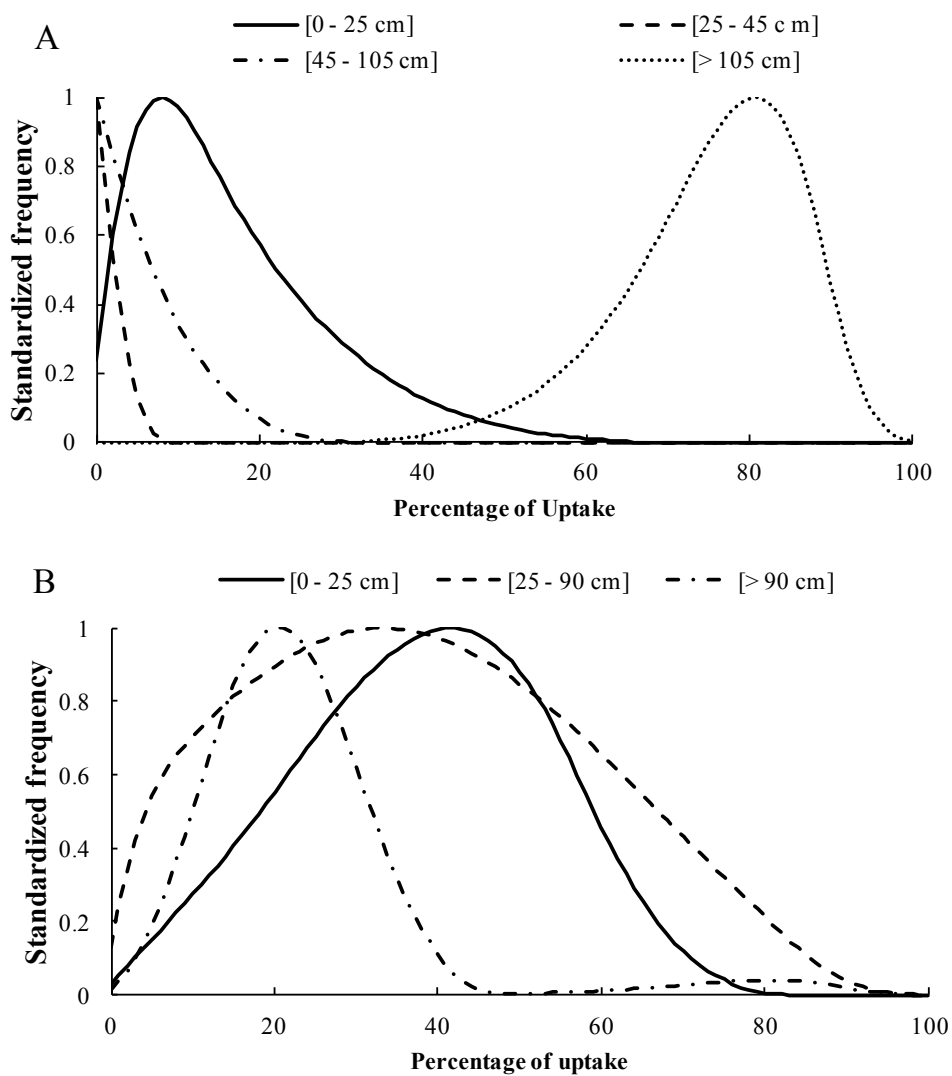 A
[0 - 25 cm] [25 - 45 c m]
[45 - 105 cm] [> 105 cm]
1
0.8
0.6
0.4
0.2
0
Standardized frequency
0 20 40 60 80 100
Percentage of Uptake
B
[0 - 25 cm] [25 - 90 cm] [> 90 cm]
1
0.8
0.6
0.4
0.2
0
Standardized frequency
0 20 40 60 80 100
Percentage of uptake